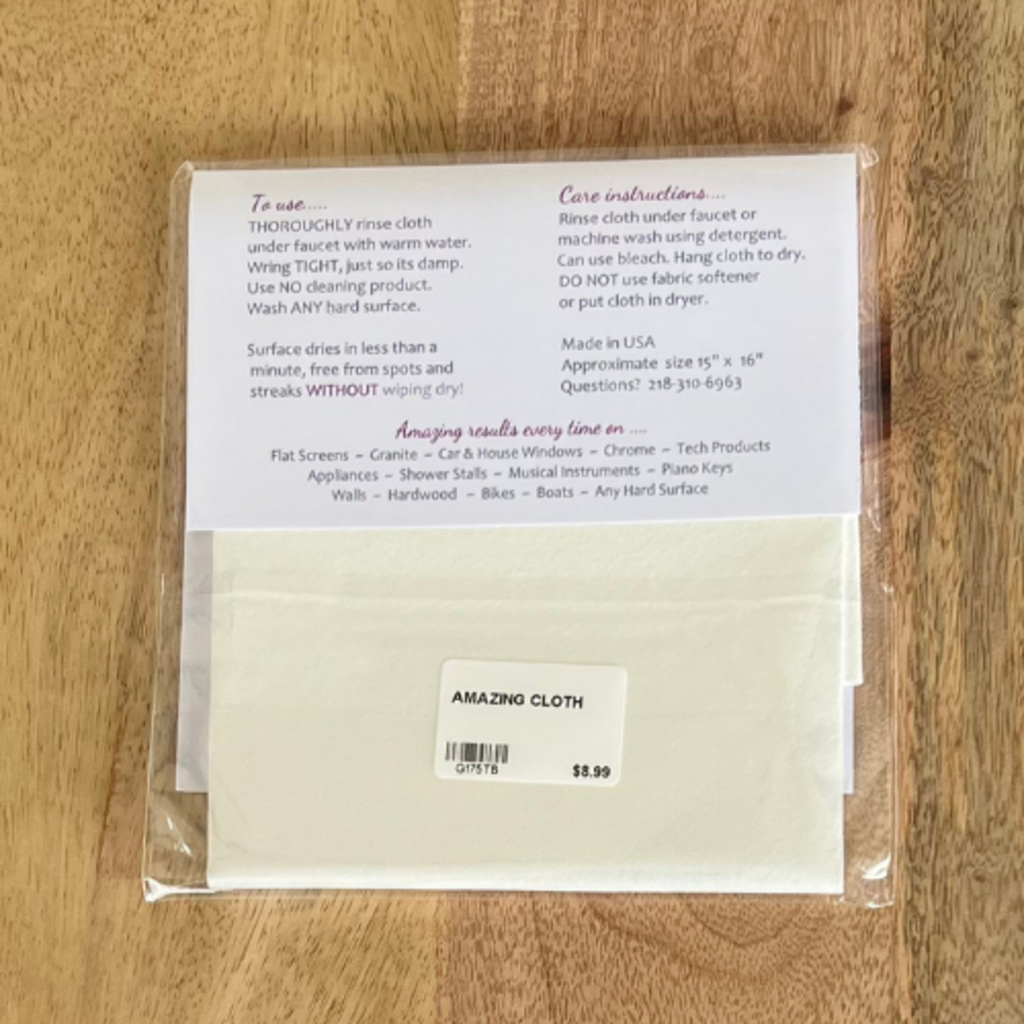 To use.....
THOROUGHLY rinse cloth
under faucet with warm water.
Wring TIGHT, just so its damp.
Use NO cleaning product.
Wash ANY hard surface.
Surface dries in less than a
minute, free from spots and
streaks WITHOUT wiping dry!
Care instructions....
Rinse cloth under faucet or
machine wash using detergent.
Can use bleach. Hang cloth to dry.
DO NOT use fabric softener
or put cloth in dryer.
Made in USA
Approximate size 15" x 16"
Questions? 218-310-6963
Amazing results every time on ....
Flat Screens ~ Granite ~ Car & House Windows ~ Chrome ~ Tech Products
Appliances ~ Shower Stalls ~ Musical Instruments ~ Piano Keys
Walls ~ Hardwood ~ Bikes ~ Boats ~ Any Hard Surface
AMAZING CLOTH
G175TB
$8.99